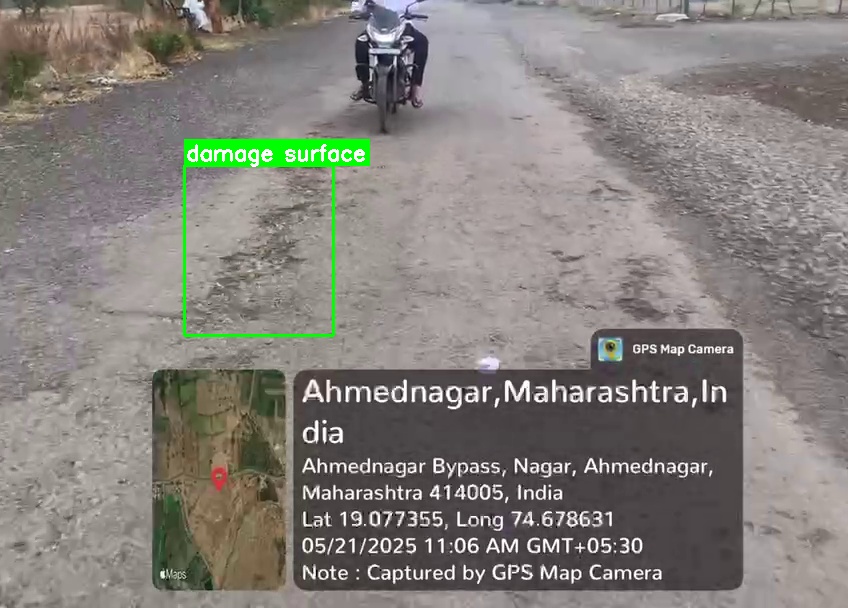 damage surface
GPS Map Camera
Ahmednagar,Maharashtra,In
dia
Ahmednagar Bypass, Nagar, Ahmednagar,
Maharashtra 414005, India
Lat 19.077355, Long 74.678631
05/21/2025 11:06 AM GMT+05:30
Note : Captured by GPS Map Camera
Maps